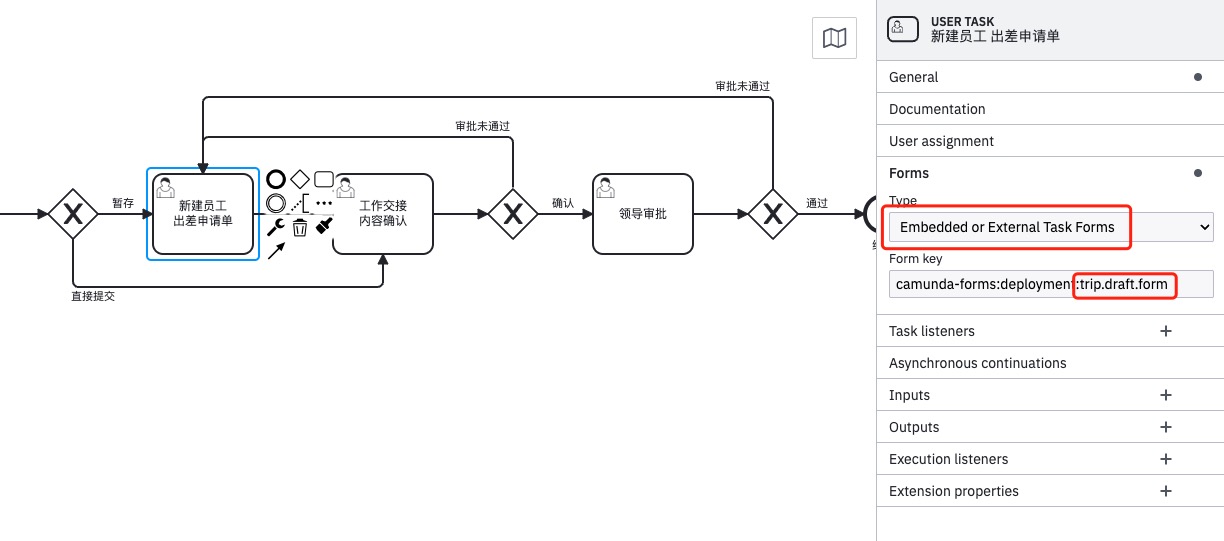 审批未通过
审批未通过
暂存
新建员工
出差申请单
工作交接
内容确认
确认
领导审批
通过
直接提交
USER TASK
新建员工 出差申请单
General
Documentation
User assignment
Forms
Type
Embedded or External Task Forms
Form key
camunda-forms:deployment:trip.draft.form
Task listeners
Asynchronous continuations
Inputs
Outputs
Execution listeners
Extension properties